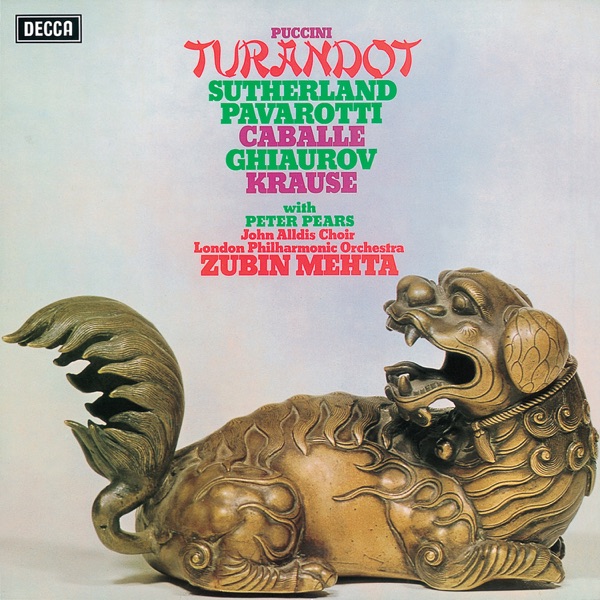 DECCA
PUCCINI
TURANDOT
SUTHERLAND
PAVAROTTI
CABALLE
GHIAUROV
KRAUSE
with
PETER PEARS
John Alldis Choir
London Philharmonic Orchestra
ZUBIN MEHTA